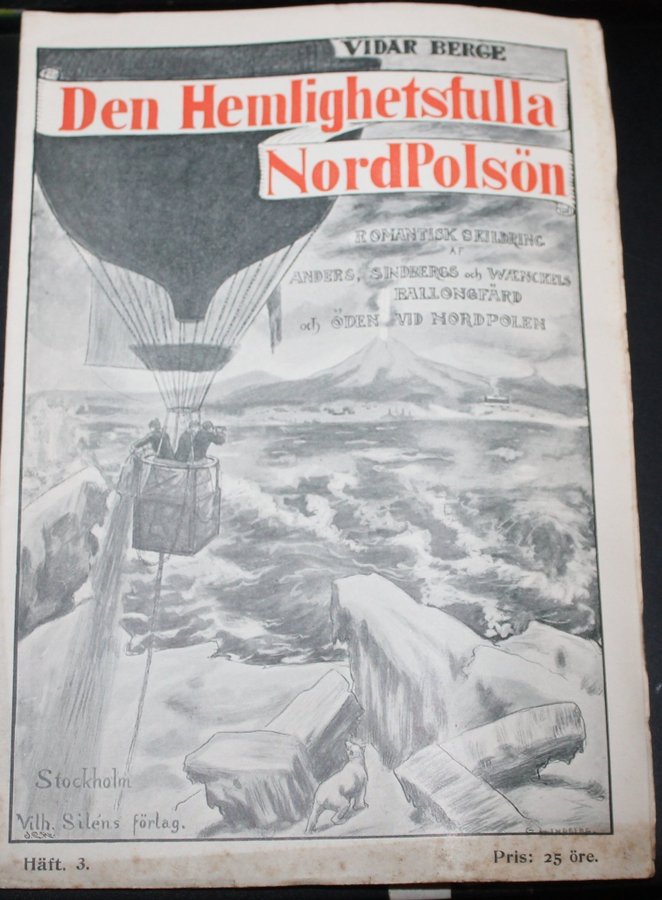 VIDAR BERGE
Den Hemlighetsfulla
NordPolsön
ROMANTISK SKILDRING
AF
ANDERS, SINDBERGS och WÆNCKELS
BALLONGFÄRD
och ÖDEN VID NORDPOLEN
Stockholm
Vilh. Siléns förlag.
G. LINDBERG.
Häft. 3.
Pris: 25 öre.